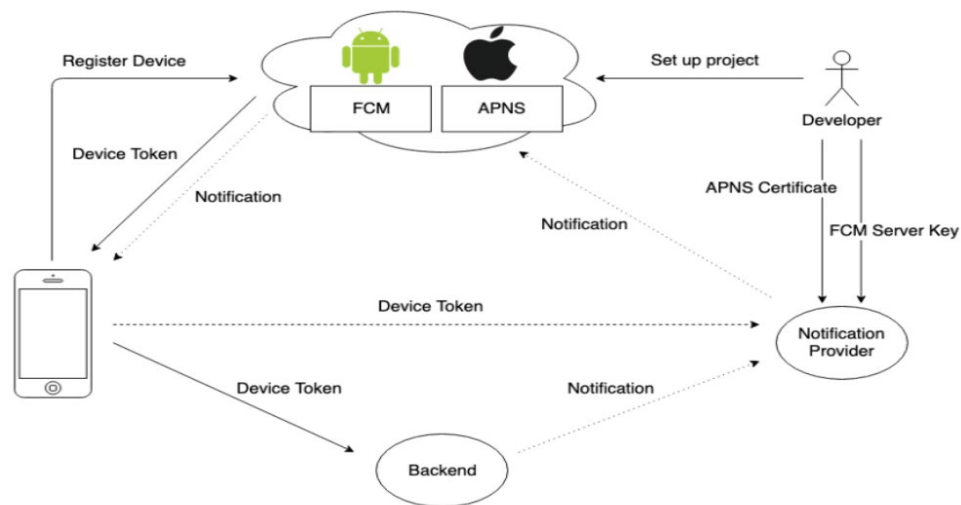 Register Device
Set up project
FCM
APNS
Developer
Device Token
Notification
APNS Certificate
Notification
FCM Server Key
Device Token
Notification
Provider
Device Token
Notification
Backend